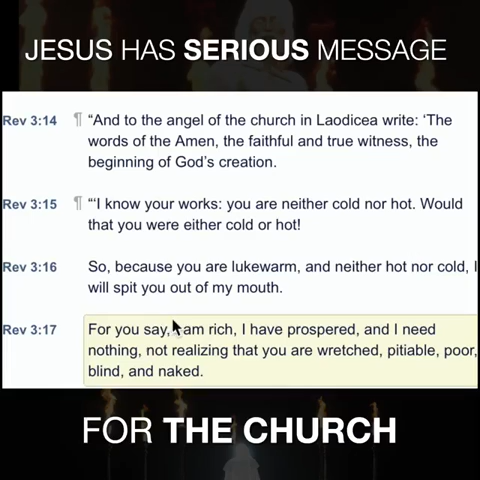 JESUS HAS SERIOUS MESSAGE
Rev 3:14 ¶ “And to the angel of the church in Laodicea write: ‘The
words of the Amen, the faithful and true witness, the
beginning of God’s creation.
Rev 3:15 ¶ “‘I know your works: you are neither cold nor hot. Would
that you were either cold or hot!
Rev 3:16 So, because you are lukewarm, and neither hot nor cold, I
will spit you out of my mouth.
Rev 3:17 For you say, I am rich, I have prospered, and I need
nothing, not realizing that you are wretched, pitiable, poor,
blind, and naked.
FOR THE CHURCH